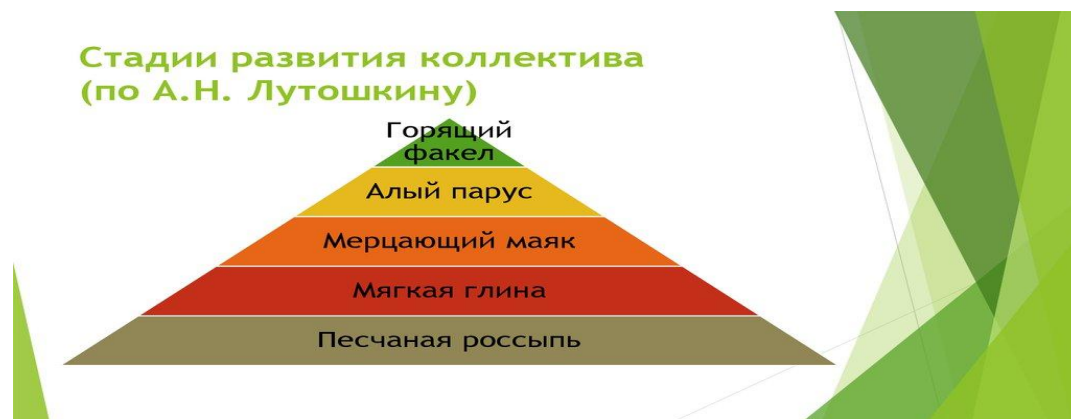 Стадии развития коллектива
(по А.Н. Лутошкину)
Горящий
факел
Алый парус
Мерцающий маяк
Мягкая глина
Песчаная россыпь